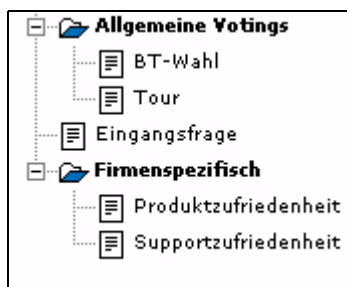 Allgemeine Votings
BT-Wahl
Tour
Eingangsfrage
Firmenspezifisch
Produktzufriedenheit
Supportzufriedenheit